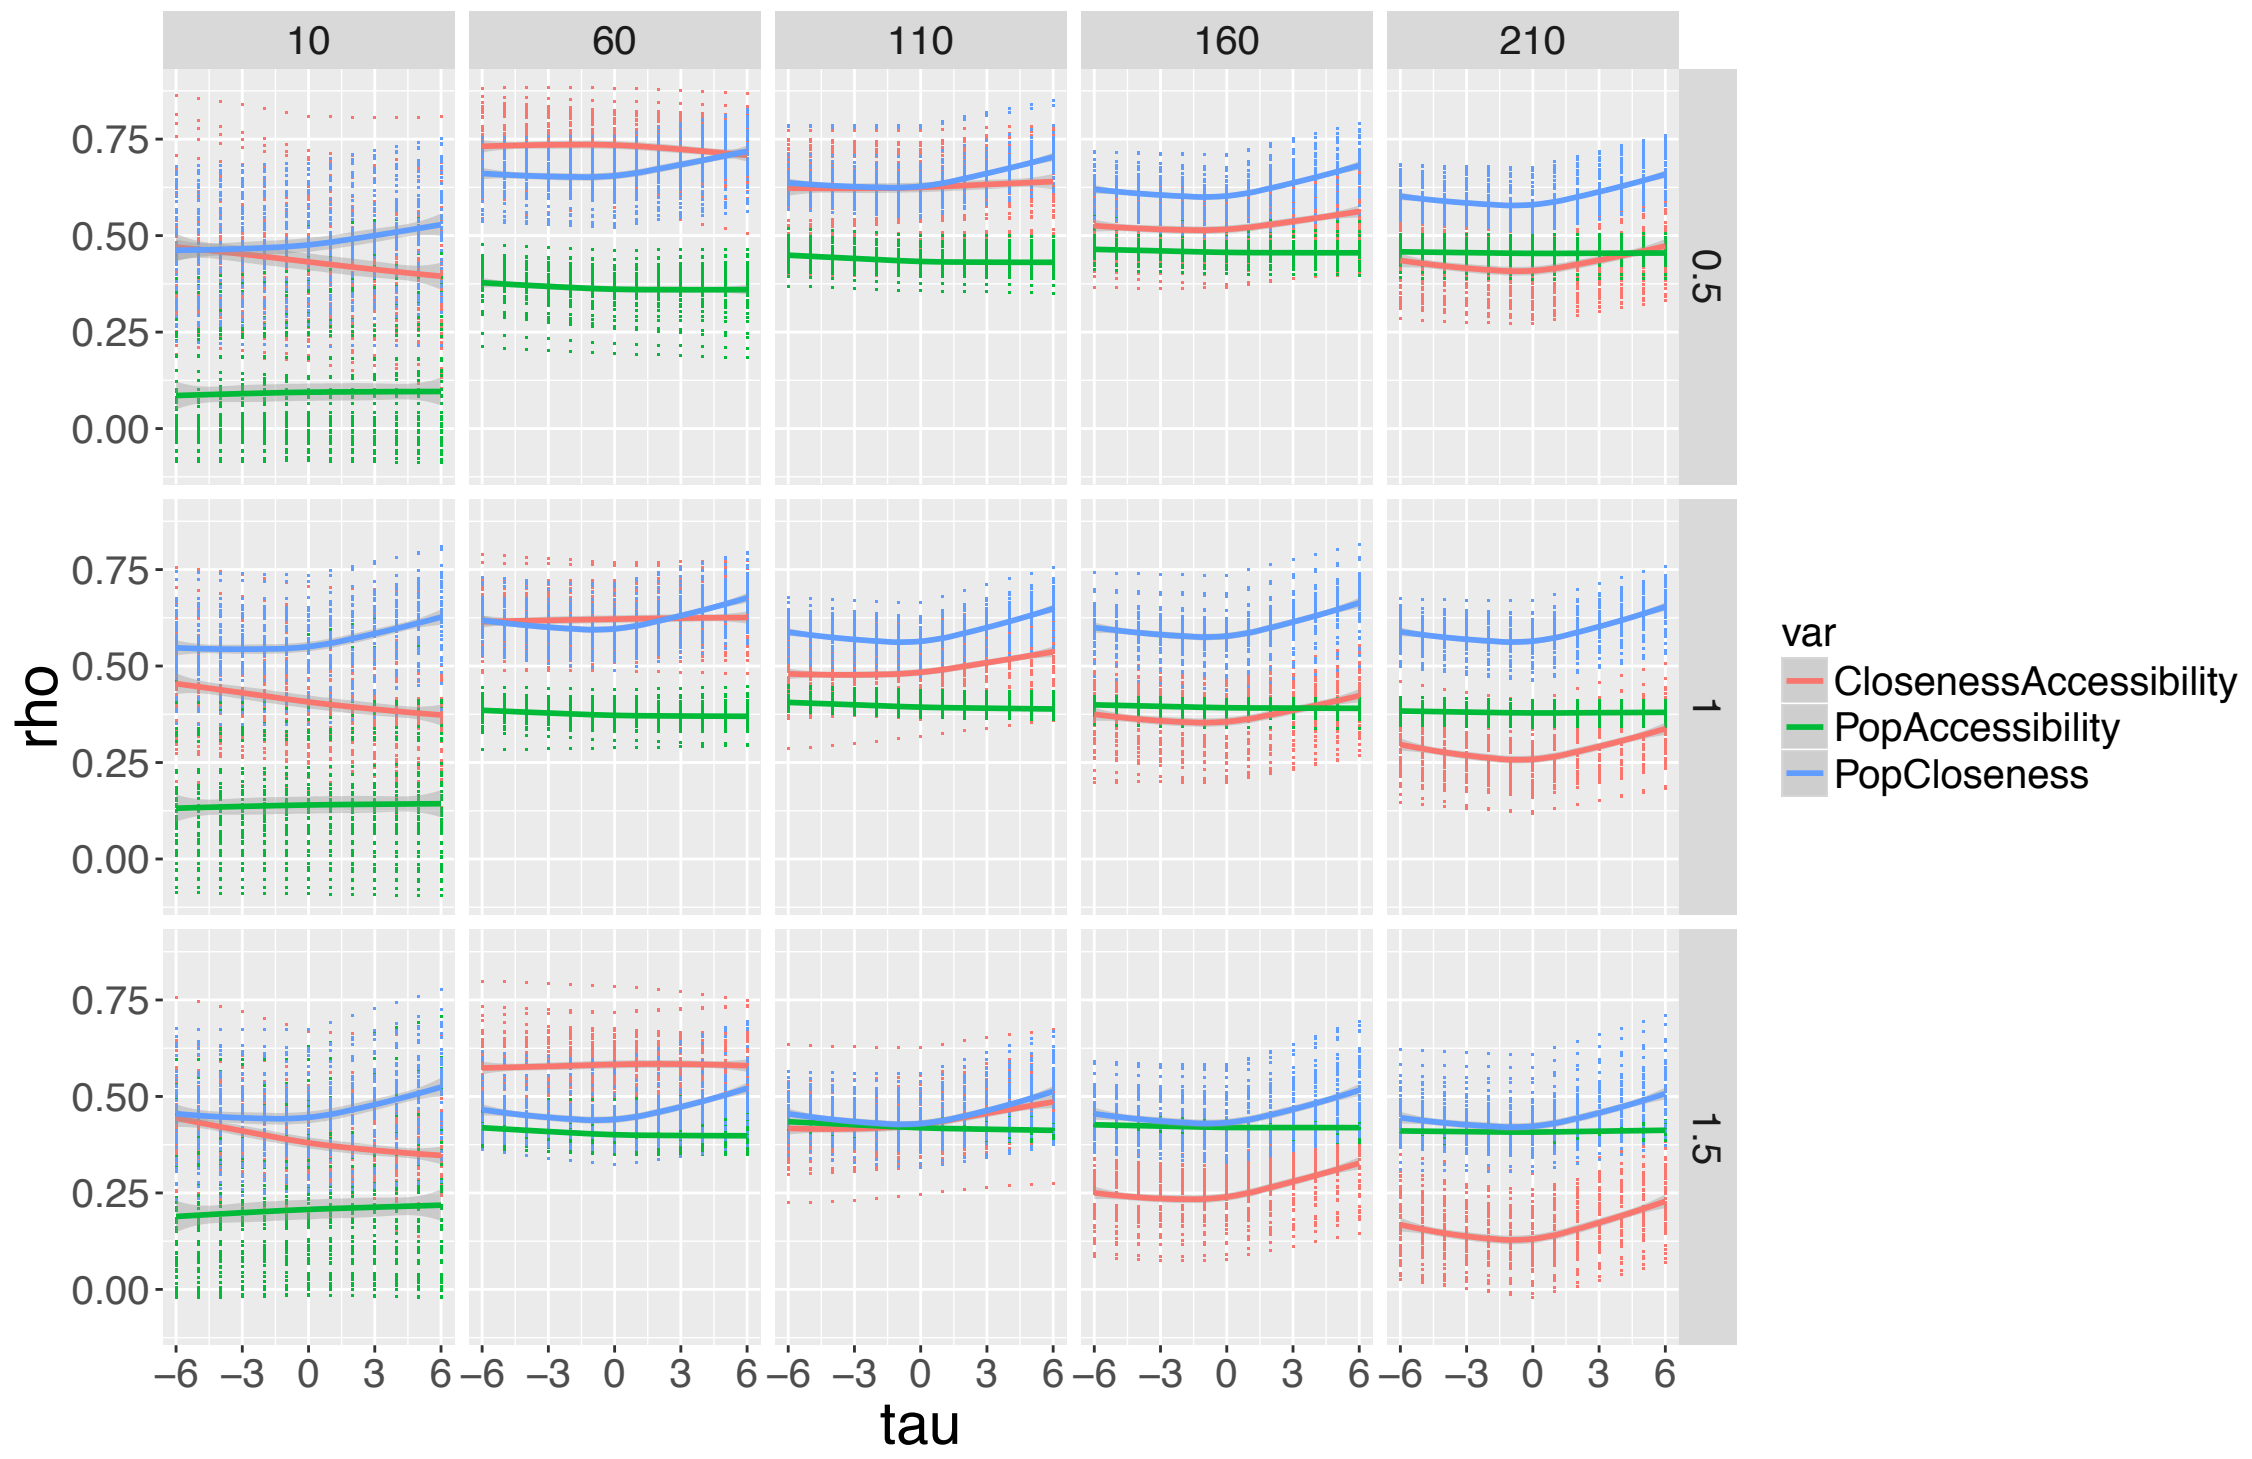 10 60 110 160 210
0.75
0.50
0.25
0.00
0.5
0.75
0.50
0.25
0.00
1
0.75
0.50
0.25
0.00
1.5
−6 −3 0 3 6 −6 −3 0 3 6 −6 −3 0 3 6 −6 −3 0 3 6 −6 −3 0 3 6
tau
rho
var
ClosenessAccessibility
PopAccessibility
PopCloseness